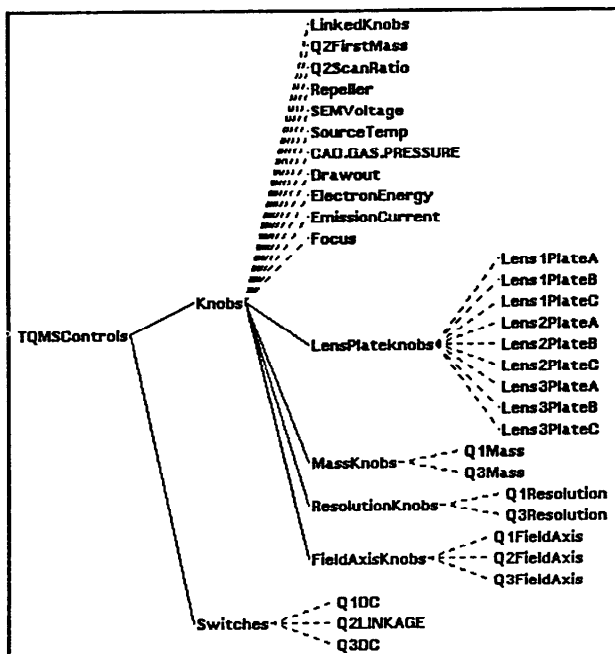 LinkedKnobs
Q2FirstMass
Q2ScanRatio
Repeller
SEMVoltage
SourceTemp
CAD.GAS.PRESSURE
Drawout
ElectronEnergy
EmissionCurrent
Focus
Lens1PlateA
Lens1PlateB
Knobs
Lens1PlateC
TQMSControls
Lens2PlateA
LensPlateknobs
Lens2PlateB
Lens2PlateC
Lens3PlateA
Lens3PlateB
Lens3PlateC
MassKnobs
Q1Mass
Q3Mass
ResolutionKnobs
Q1Resolution
Q3Resolution
FieldAxisKnobs
Q1FieldAxis
Q2FieldAxis
Q3FieldAxis
Switches
Q1DC
Q2LINKAGE
Q3DC